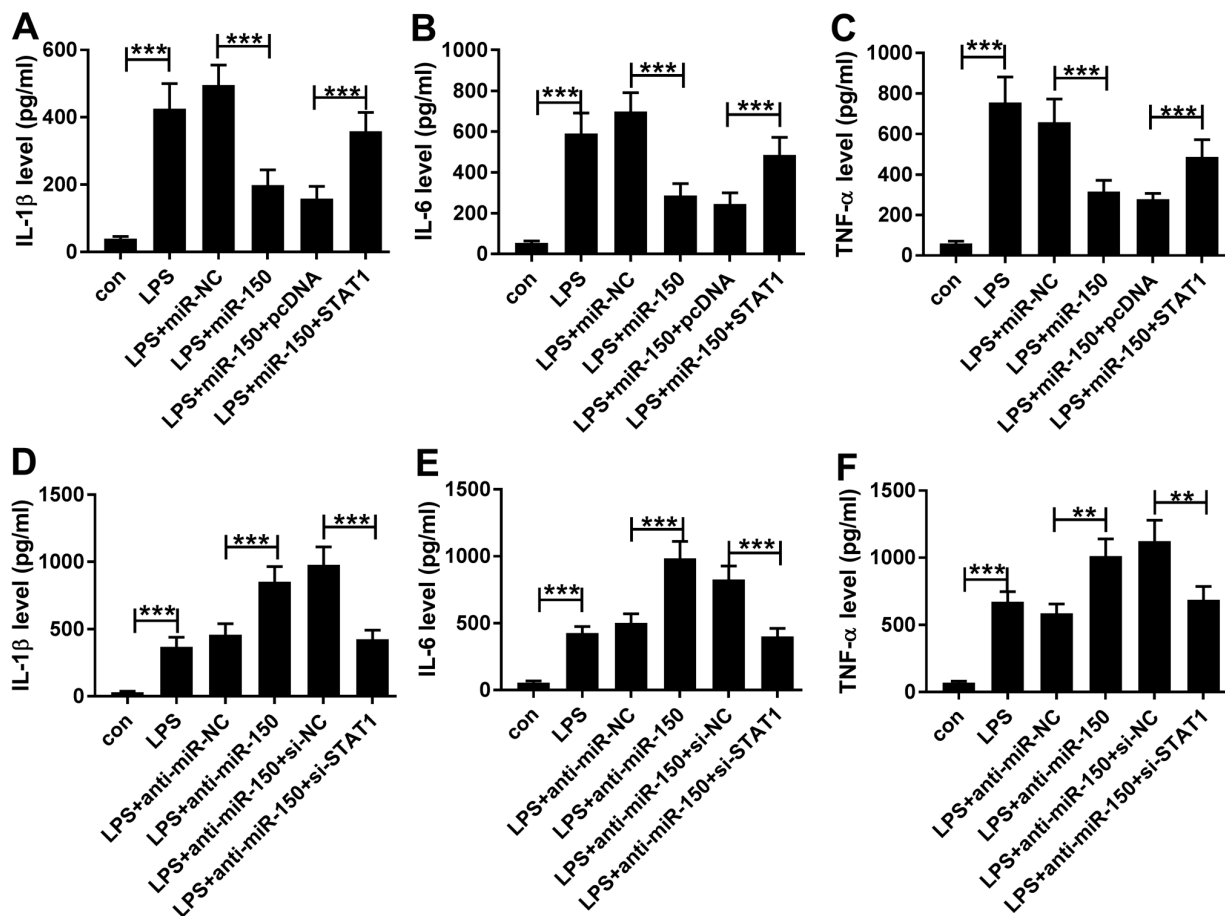 A
IL-1β level (pg/ml)
600
400
200
0
***
***
***
con
LPS
LPS+miR-NC
LPS+miR-150
LPS+miR-150+pcDNA
LPS+miR-150+STAT1
B
IL-6 level (pg/ml)
1000
800
600
400
200
0
***
***
***
con
LPS
LPS+miR-NC
LPS+miR-150
LPS+miR-150+pcDNA
LPS+miR-150+STAT1
C
TNF-α level (pg/ml)
1000
800
600
400
200
0
***
***
***
con
LPS
LPS+miR-NC
LPS+miR-150
LPS+miR-150+pcDNA
LPS+miR-150+STAT1
D
IL-1β level (pg/ml)
1500
1000
500
0
***
***
***
con
LPS
LPS+anti-miR-NC
LPS+anti-miR-150
LPS+anti-miR-150+si-NC
LPS+anti-miR-150+si-STAT1
E
IL-6 level (pg/ml)
1500
1000
500
0
***
***
***
con
LPS
LPS+anti-miR-NC
LPS+anti-miR-150
LPS+anti-miR-150+si-NC
LPS+anti-miR-150+si-STAT1
F
TNF-α level (pg/ml)
1500
1000
500
0
***
**
**
con
LPS
LPS+anti-miR-NC
LPS+anti-miR-150
LPS+anti-miR-150+si-NC
LPS+anti-miR-150+si-STAT1